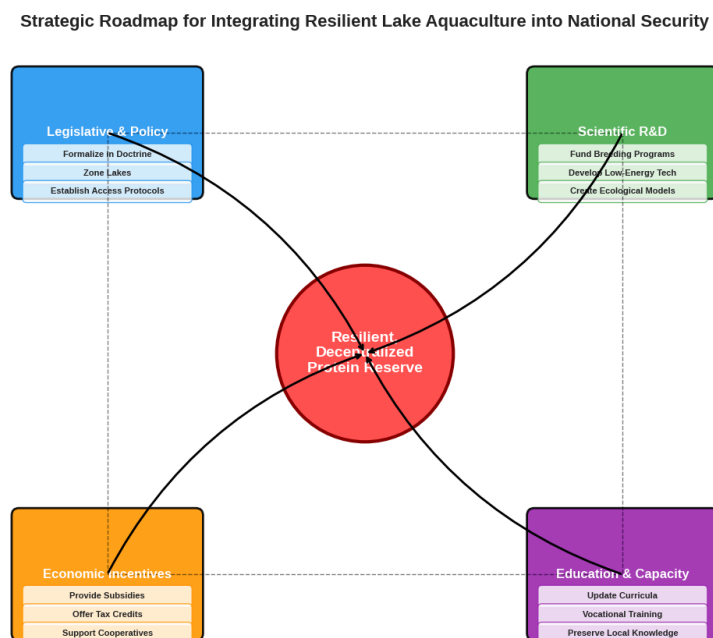 Strategic Roadmap for Integrating Resilient Lake Aquaculture into National Security
Legislative & Policy
Formalize in Doctrine
Zone Lakes
Establish Access Protocols
Scientific R&D
Fund Breeding Programs
Develop Low-Energy Tech
Create Ecological Models
Resilient
Decentralized
Protein Reserve
Economic Incentives
Provide Subsidies
Offer Tax Credits
Support Cooperatives
Education & Capacity
Update Curricula
Vocational Training
Preserve Local Knowledge